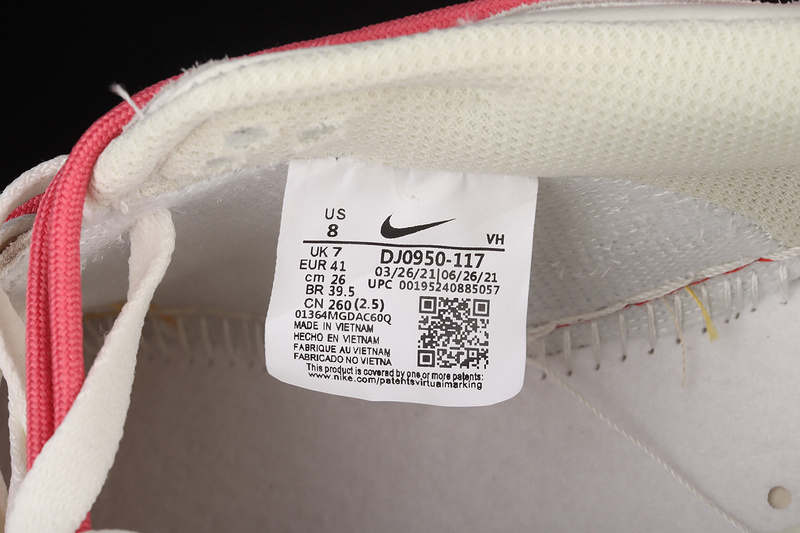 US
8
VH
UK 7
EUR 41
cm 26
BR 39.5
CN 260 (2.5)
DJ0950-117
03/26/21|06/26/21
UPC 00195240885057
01364MGDAC60Q
MADE IN VIETNAM
HECHO EN VIETNAM
FABRIQUE AU VIETNAM
FABRICADO NO VIETNA
This product is covered by one or more patents:
www.nike.com/patentsvirtualmarking